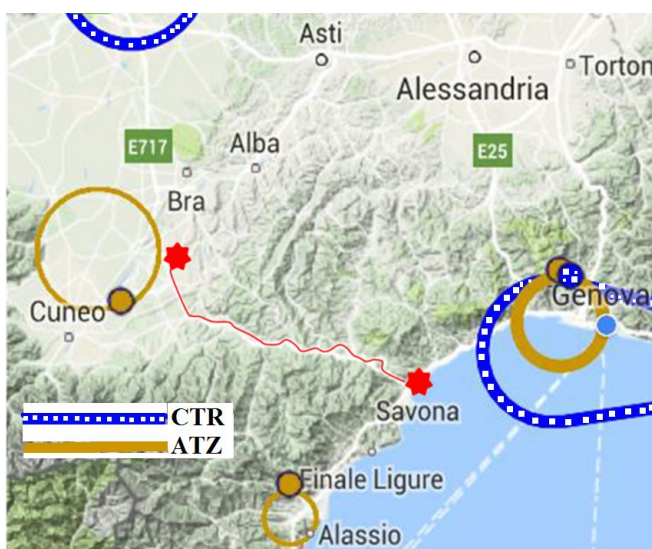 Asti
Torton
Alessandria
E717
Alba
E25
Bra
Genova
Cuneo
Savona
CTR
ATZ
Finale Ligure
Alassio